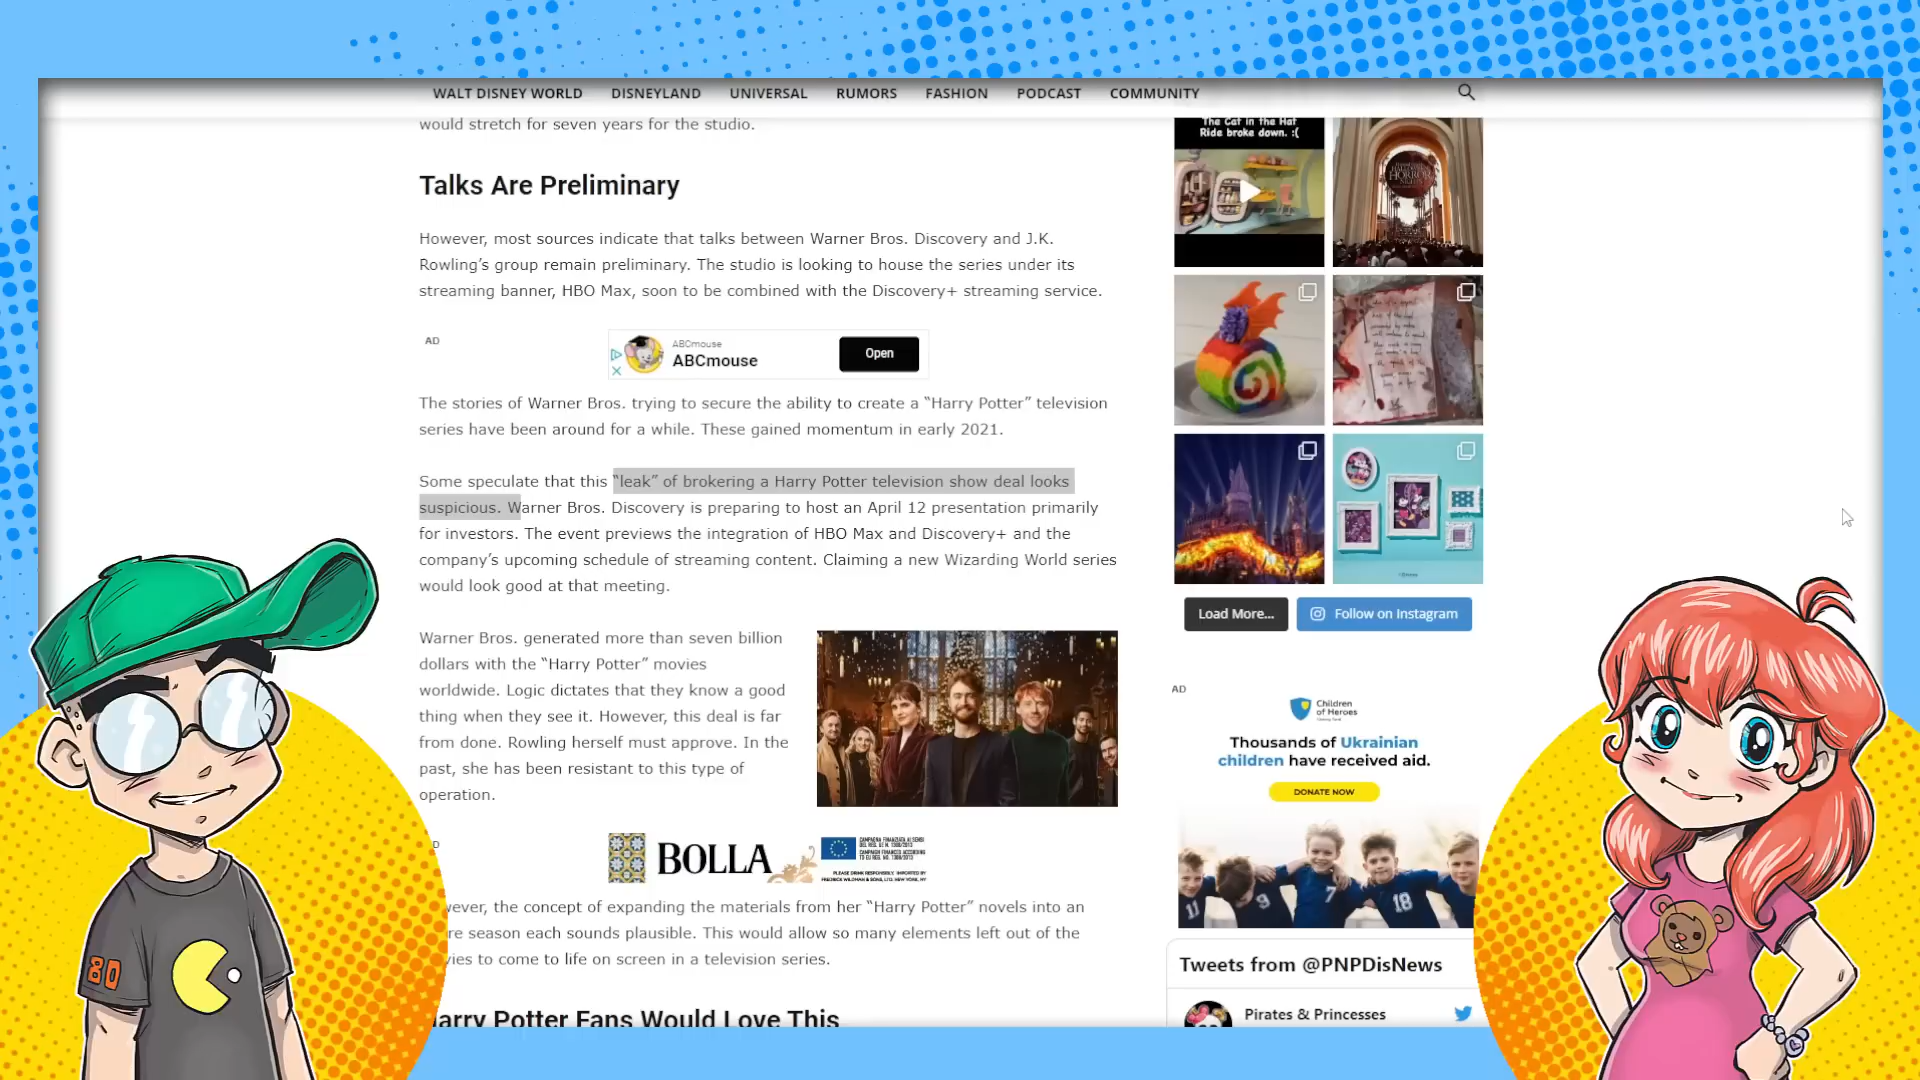 WALT DISNEY WORLD DISNEYLAND UNIVERSAL RUMORS FASHION PODCAST COMMUNITY
would stretch for seven years for the studio.
Talks Are Preliminary
However, most sources indicate that talks between Warner Bros. Discovery and J.K.
Rowling’s group remain preliminary. The studio is looking to house the series under its
streaming banner, HBO Max, soon to be combined with the Discovery+ streaming service.
AD
ABCmouse
ABCmouse
Open
The stories of Warner Bros. trying to secure the ability to create a “Harry Potter” television
series have been around for a while. These gained momentum in early 2021.
Some speculate that this “leak” of brokering a Harry Potter television show deal looks
suspicious. Warner Bros. Discovery is preparing to host an April 12 presentation primarily
for investors. The event previews the integration of HBO Max and Discovery+ and the
company’s upcoming schedule of streaming content. Claiming a new Wizarding World series
would look good at that meeting.
Warner Bros. generated more than seven billion
dollars with the “Harry Potter” movies
worldwide. Logic dictates that they know a good
thing when they see it. However, this deal is far
from done. Rowling herself must approve. In the
past, she has been resistant to this type of
operation.
D
BOLLA
CAMPAIGN FINANCED ACCORDING
TO EU REG. NO. 1308/2013
PLEASE DRINK RESPONSIBLY. IMPORTED BY
FREDRICK WILDMAN & SONS, LTD. NEW YORK, NY
wever, the concept of expanding the materials from her “Harry Potter” novels into an
re season each sounds plausible. This would allow so many elements left out of the
vies to come to life on screen in a television series.
arry Potter Fans Would Love This
The Cat in the Hat
Ride broke down. :(
HALLOWEEN
HORROR
NIGHTS
Load More...
Follow on Instagram
AD
Children
of Heroes
Thousands of Ukrainian
children have received aid.
DONATE NOW
11
9
7
18
Tweets from @PNPDisNews
Pirates & Princesses
80